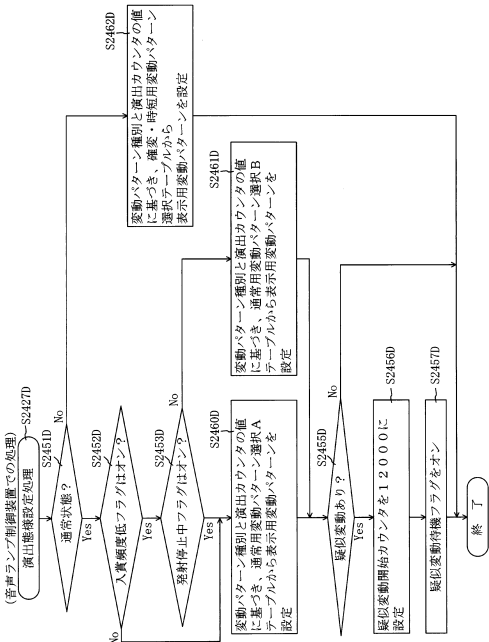 (音声ランプ制御装置での処理)
演出態様設定処理
S2427D
通常状態?
S2451D
Yes
No
入賞頻度低フラグはオン?
S2452D
Yes
No
発射停止中フラグはオン?
S2453D
Yes
No
変動パターン種別と演出カウンタの値
に基づき、通常用変動パターン選択A
テーブルから表示用変動パターンを
設定
S2460D
変動パターン種別と演出カウンタの値
に基づき、通常用変動パターン選択B
テーブルから表示用変動パターンを
設定
S2461D
変動パターン種別と演出カウンタの値
に基づき、確変・時短用変動パターン
選択テーブルから
表示用変動パターンを設定
S2462D
疑似変動あり?
S2455D
Yes
No
疑似変動開始カウンタを12000に
設定
S2456D
疑似変動待機フラグをオン
S2457D
終 了